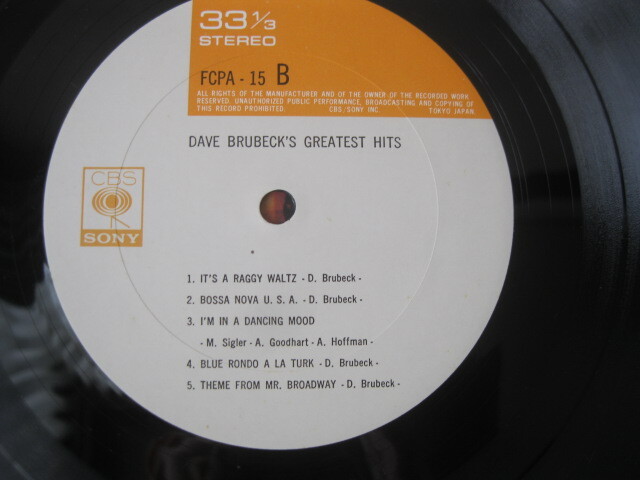 33 1/3
STEREO
FCPA - 15 B
ALL RIGHTS OF THE MANUFACTURER AND OF THE OWNER OF THE RECORDED WORK
RESERVED. UNAUTHORIZED PUBLIC PERFORMANCE, BROADCASTING AND COPYING OF
THIS RECORD PROHIBITED. CBS/SONY INC. TOKYO JAPAN
DAVE BRUBECK'S GREATEST HITS
CBS
SONY
1. IT'S A RAGGY WALTZ - D. Brubeck -
2. BOSSA NOVA U. S. A. - D. Brubeck -
3. I'M IN A DANCING MOOD
- M. Sigler - A. Goodhart - A. Hoffman -
4. BLUE RONDO A LA TURK - D. Brubeck -
5. THEME FROM MR. BROADWAY - D. Brubeck -